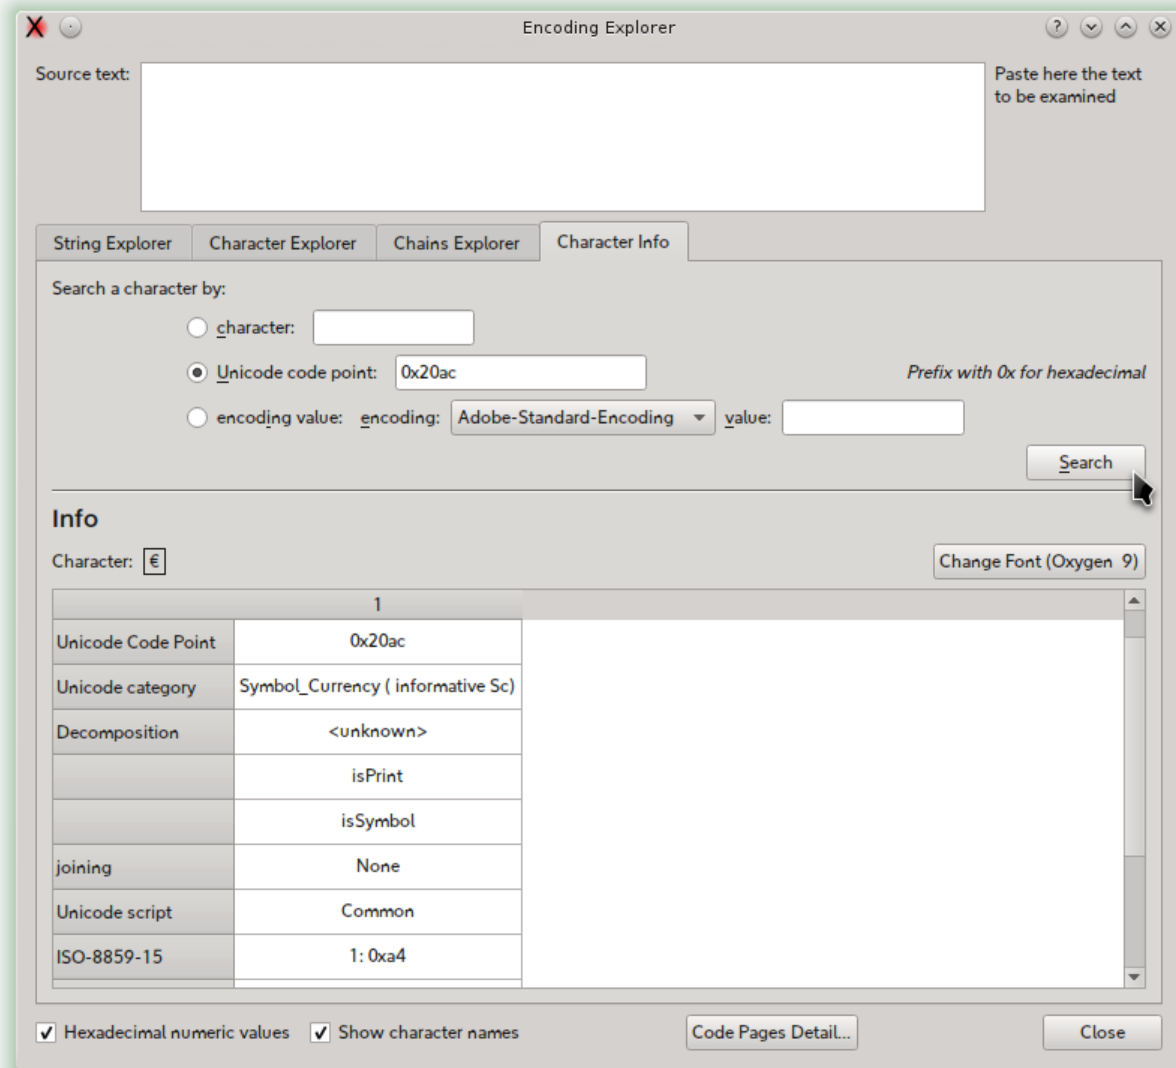 Encoding Explorer
Source text:
Paste here the text
to be examined
String Explorer
Character Explorer
Chains Explorer
Character Info
Search a character by:
character:
Unicode code point: 0x20ac
Prefix with 0x for hexadecimal
encoding value: encoding: Adobe-Standard-Encoding value:
Search
Info
Character: €
Change Font (Oxygen 9)
1
Unicode Code Point 0x20ac
Unicode category Symbol_Currency ( informative Sc)
Decomposition <unknown>
isPrint
isSymbol
joining None
Unicode script Common
ISO-8859-15 1: 0xa4
Hexadecimal numeric values
Show character names
Code Pages Detail...
Close